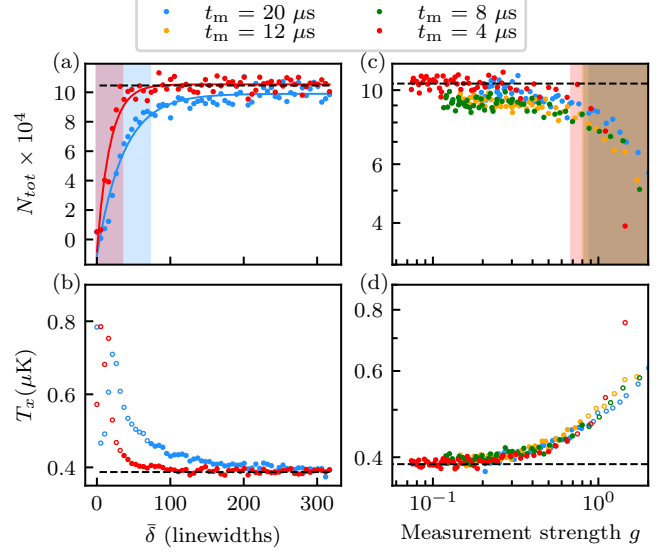 t_m = 20 μs t_m = 8 μs
t_m = 12 μs t_m = 4 μs
(a) (c)
10 10
8
6 6
4 4
2
0
N_tot × 10^4
(b) (d)
0.8 0.8
0.6 0.6
0.4 0.4
T_x(μK)
0 100 200 300 10^−1 10^0
δ̄ (linewidths) Measurement strength g